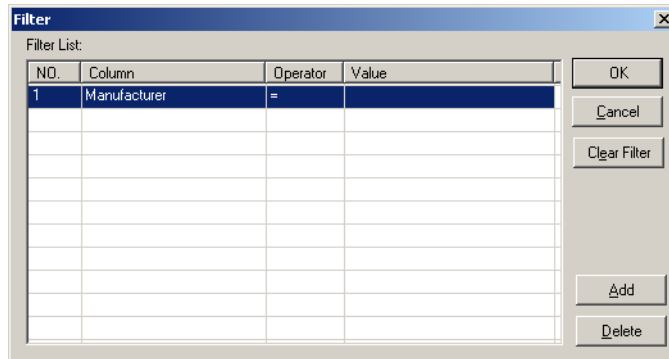 Filter
Filter List:
NO. Column Operator Value
1 Manufacturer =
OK
Cancel
Clear Filter
Add
Delete